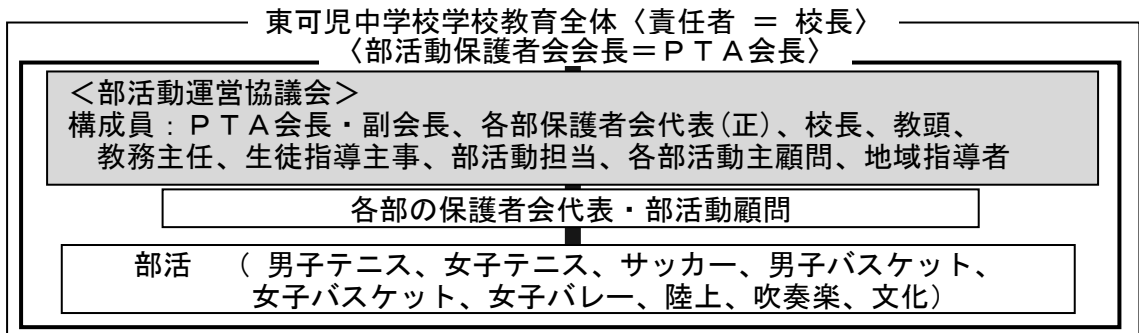 東可児中学校学校教育全体〈責任者 = 校長〉
〈部活動保護者会会長=PTA会長〉
<部活動運営協議会>
構成員:PTA会長・副会長、各部保護者会代表(正)、校長、教頭、
教務主任、生徒指導主事、部活動担当、各部活動主顧問、地域指導者
各部の保護者会代表・部活動顧問
部活 (男子テニス、女子テニス、サッカー、男子バスケット、
女子バスケット、女子バレー、陸上、吹奏楽、文化)